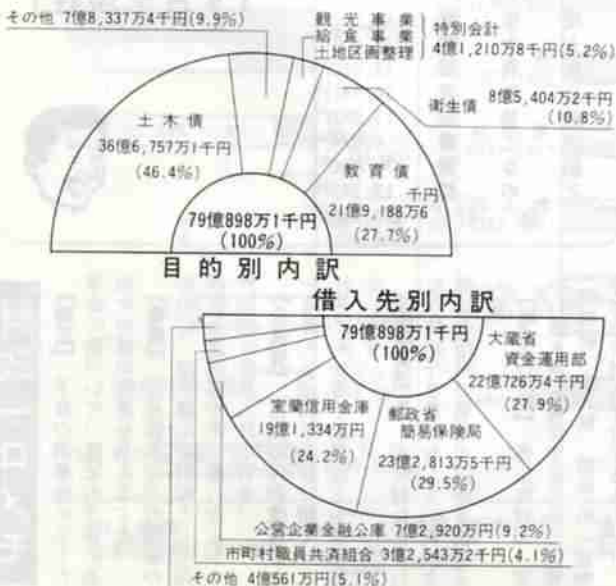 その他 7億8,337万4千円(9.9%)
観光事業
給食事業
土地区画整理
特別会計
4億1,210万8千円(5.2%)
衛生債 8億5,404万2千円
(10.8%)
土木債
36億6,757万1千円
(46.4%)
教育債
千円
21億9,188万6
(27.7%)
79億898万1千円
(100%)
目的別内訳
借入先別内訳
79億898万1千円
(100%)
大蔵省
資金運用部
22億726万4千円
(27.9%)
郵政省
簡易保険局
23億2,813万5千円
(29.5%)
室蘭信用金庫
19億1,334万円
(24.2%)
公営企業金融公庫 7億2,920万円(9.2%)
市町村職員共済組合 3億2,543万2千円(4.1%)
その他 4億561万円(5.1%)